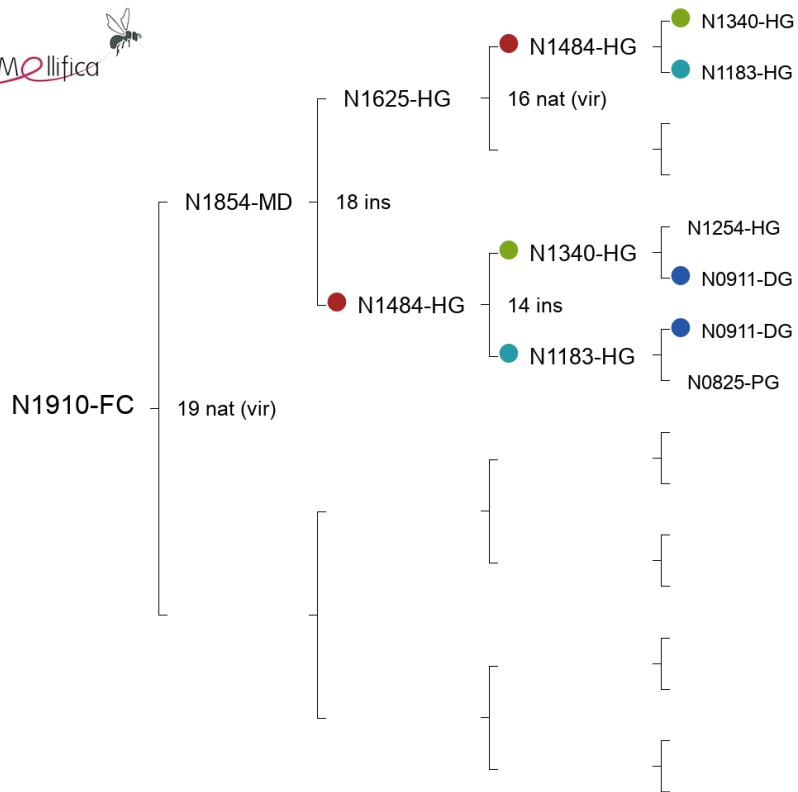 Mellifica
N1340-HG
N1484-HG
N1183-HG
N1625-HG
16 nat (vir)
N1854-MD
18 ins
N1254-HG
N1340-HG
N0911-DG
N1484-HG
14 ins
N0911-DG
N1183-HG
N0825-PG
N1910-FC
19 nat (vir)